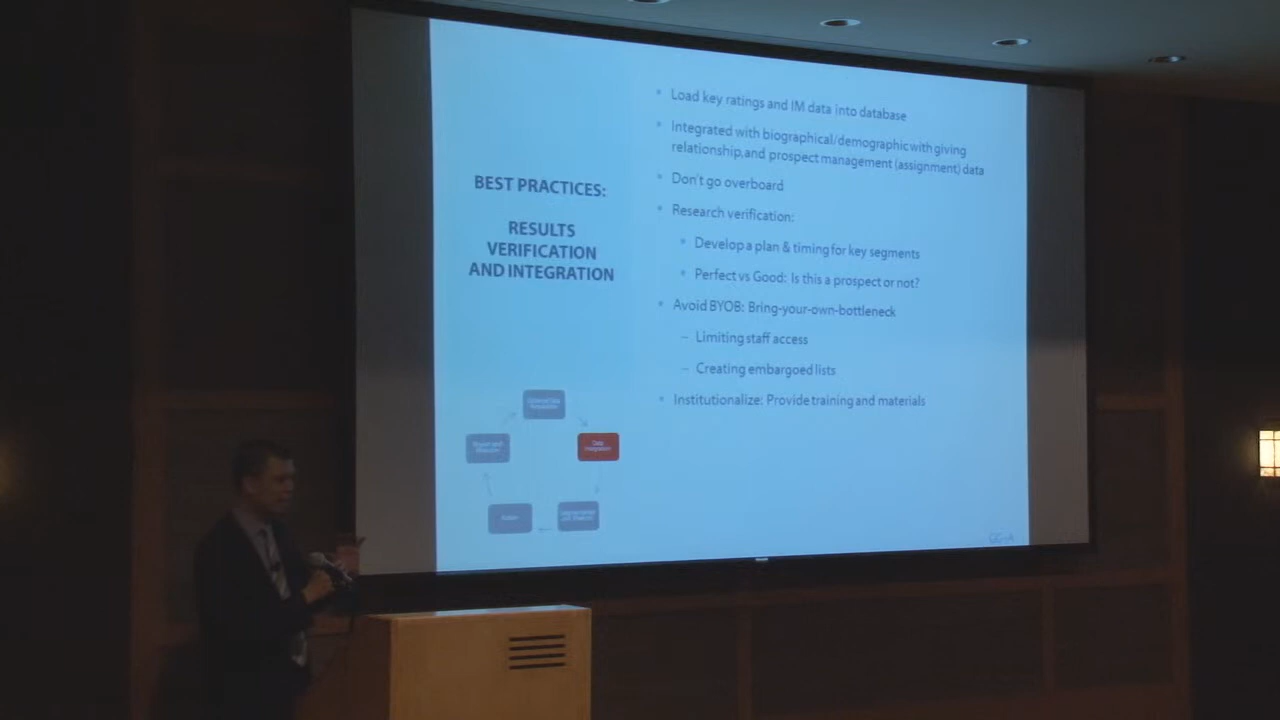 BEST PRACTICES:
RESULTS
VERIFICATION
AND INTEGRATION
Load key ratings and IM data into database
Integrated with biographical/demographic with giving
relationship, and prospect management (assignment) data
Don't go overboard
Research verification:
Develop a plan & timing for key segments
Perfect vs Good: Is this a prospect or not?
Avoid BYOB: Bring-your-own-bottleneck
– Limiting staff access
– Creating embargoed lists
Institutionalize: Provide training and materials
Data
Integration
Action